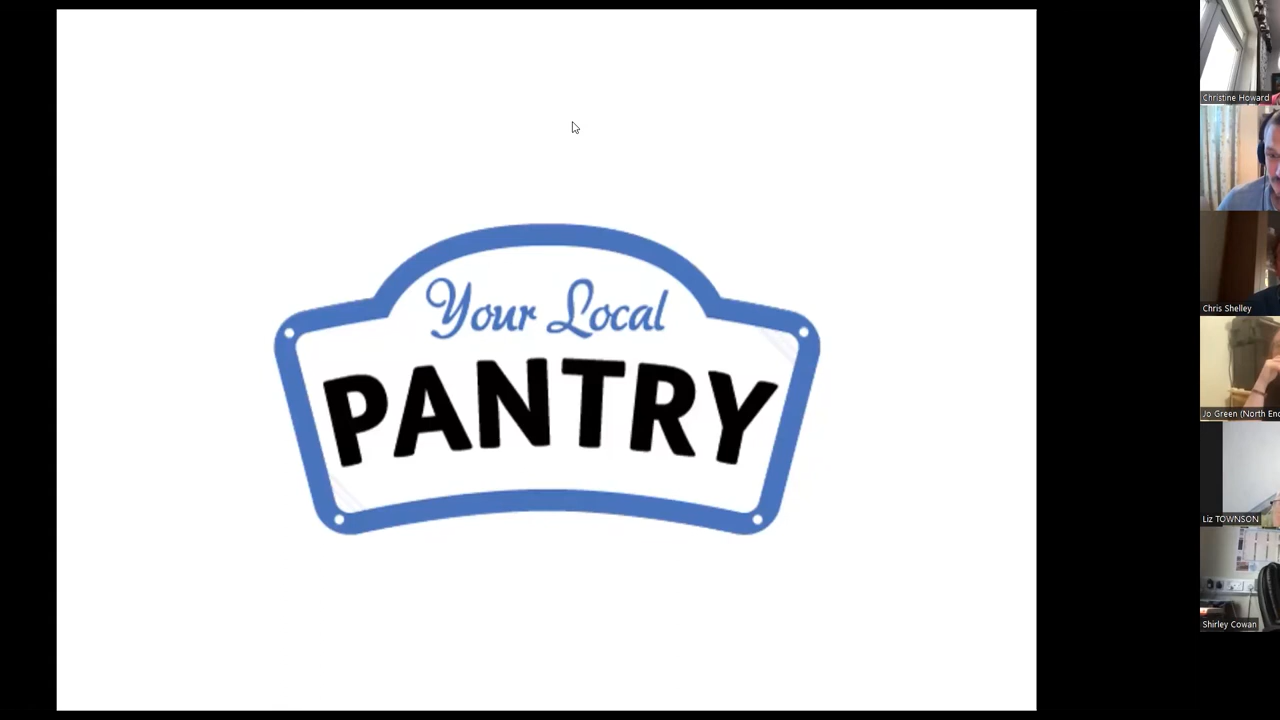 Your Local
PANTRY
Christine Howard
Chris Shelley
Jo Green (North End
Liz TOWNSON
Shirley Cowan